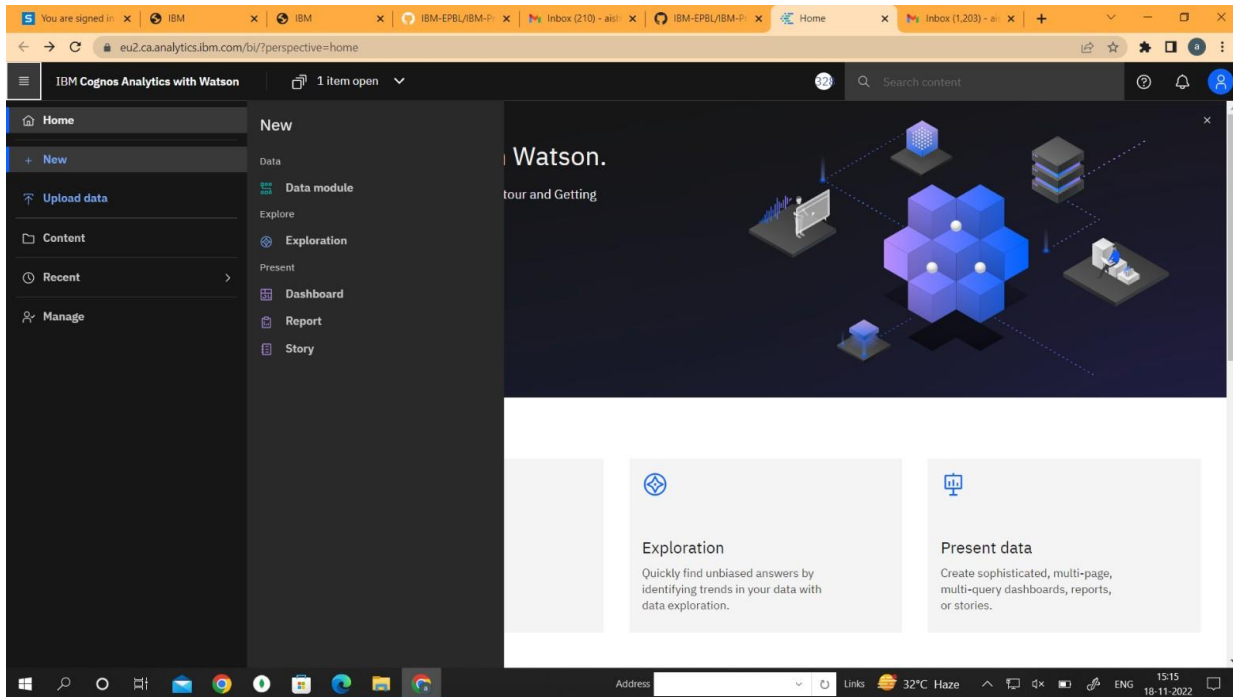 You are signed in
IBM
IBM
IBM-EPBL/IBM-Pr
Inbox (210) - aish
IBM-EPBL/IBM-Pr
Home
Inbox (1,203) - ais
eu2.ca.analytics.ibm.com/bi/?perspective=home
a
IBM Cognos Analytics with Watson
1 item open
328
Search content
Home
New
Upload data
Content
Recent
Manage
New
Data
Data module
Explore
Exploration
Present
Dashboard
Report
Story
Watson.
tour and Getting
Exploration
Quickly find unbiased answers by
identifying trends in your data with
data exploration.
Present data
Create sophisticated, multi-page,
multi-query dashboards, reports,
or stories.
Address
Links
32°C Haze
ENG
15:15
18-11-2022